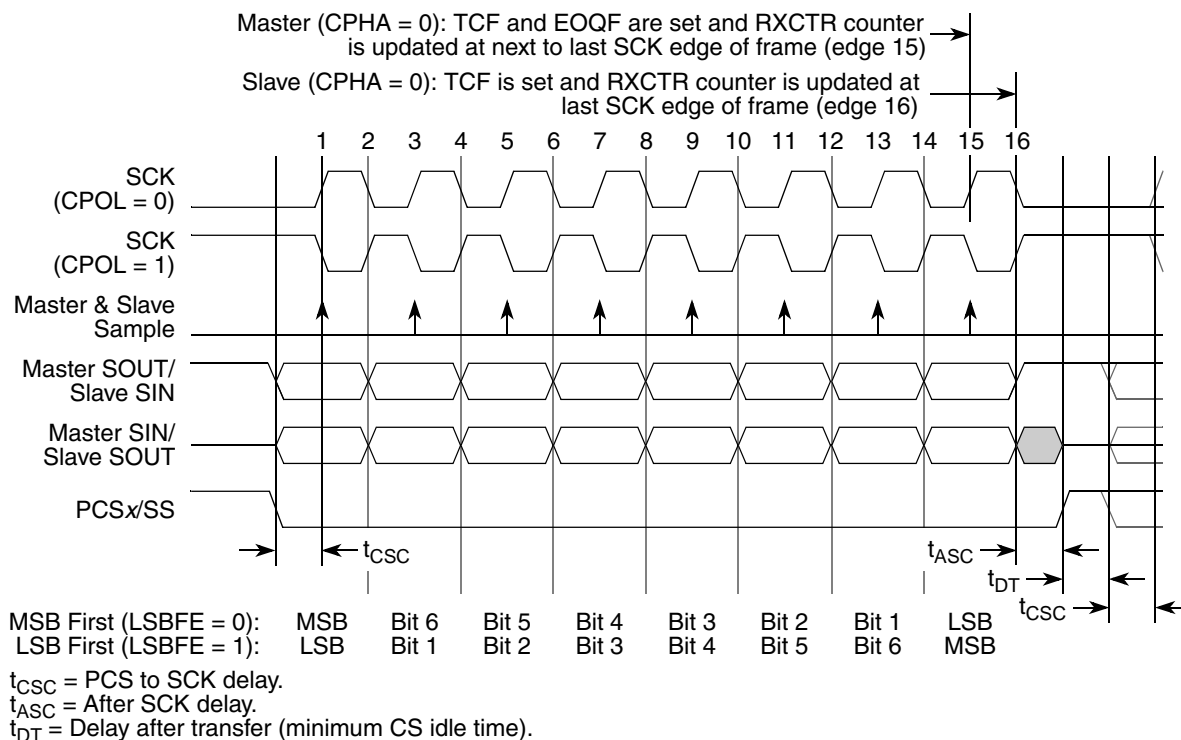 Master (CPHA = 0): TCF and EOQF are set and RXCTR counter
is updated at next to last SCK edge of frame (edge 15)
Slave (CPHA = 0): TCF is set and RXCTR counter is updated at
last SCK edge of frame (edge 16)
1 2 3 4 5 6 7 8 9 10 11 12 13 14 15 16
SCK
(CPOL = 0)
SCK
(CPOL = 1)
Master & Slave
Sample
Master SOUT/
Slave SIN
Master SIN/
Slave SOUT
PCSx/SS
tCSC
tASC
tDT
tCSC
MSB First (LSBFE = 0): MSB Bit 6 Bit 5 Bit 4 Bit 3 Bit 2 Bit 1 LSB
LSB First (LSBFE = 1): LSB Bit 1 Bit 2 Bit 3 Bit 4 Bit 5 Bit 6 MSB
tCSC = PCS to SCK delay.
tASC = After SCK delay.
tDT = Delay after transfer (minimum CS idle time).